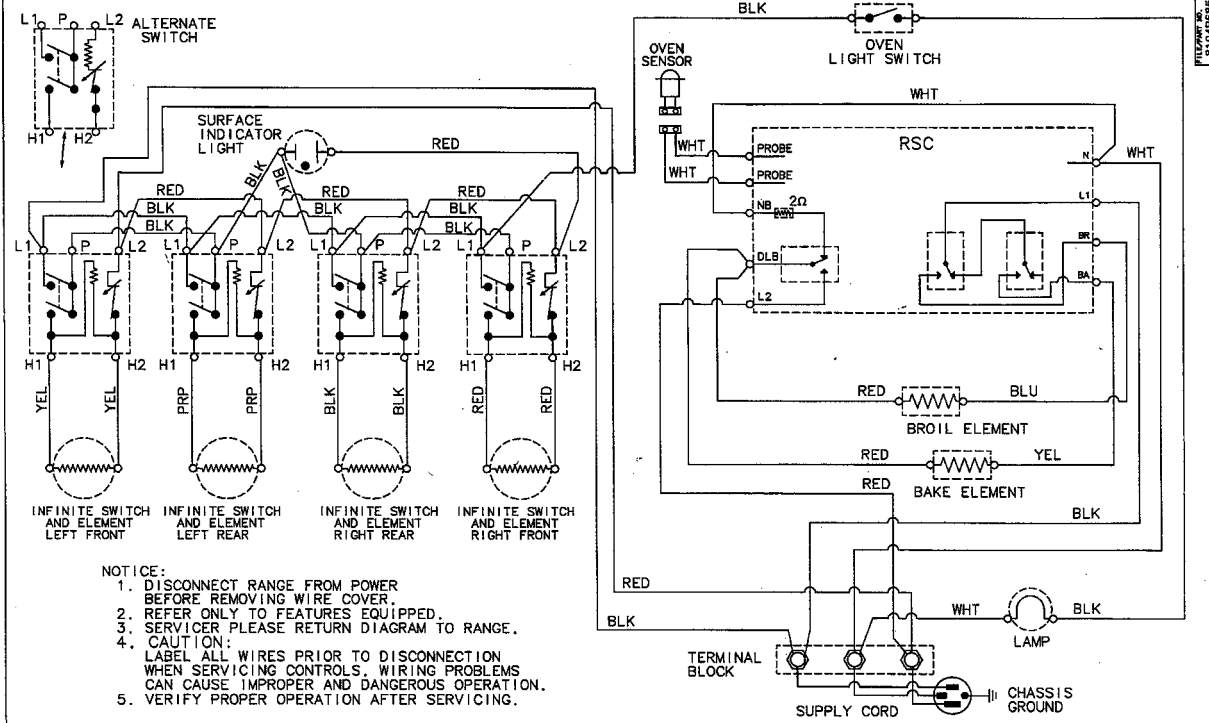 L1 P L2 ALTERNATE
SWITCH
H1 H2
BLK
OVEN
LIGHT SWITCH
OVEN
SENSOR
WHT
SURFACE
INDICATOR
LIGHT
RED
BLK
BLK
WHT PROBE
WHT PROBE
RSC
N WHT
NB 2Ω
L1
DLB
BR
L2
BA
RED
BLK
BLK
RED
BLK
RED
BLK
L1 P L2
L1 P L2
L1 P L2
L1 P L2
H1 H2
H1 H2
H1 H2
H1 H2
YEL YEL
PRP PRP
BLK BLK
RED RED
RED BLU
BROIL ELEMENT
RED YEL
BAKE ELEMENT
RED
BLK
INFINITE SWITCH
AND ELEMENT
LEFT FRONT
INFINITE SWITCH
AND ELEMENT
LEFT REAR
INFINITE SWITCH
AND ELEMENT
RIGHT REAR
INFINITE SWITCH
AND ELEMENT
RIGHT FRONT
NOTICE:
1. DISCONNECT RANGE FROM POWER
BEFORE REMOVING WIRE COVER.
2. REFER ONLY TO FEATURES EQUIPPED.
3. SERVICER PLEASE RETURN DIAGRAM TO RANGE.
4. CAUTION:
LABEL ALL WIRES PRIOR TO DISCONNECTION
WHEN SERVICING CONTROLS. WIRING PROBLEMS
CAN CAUSE IMPROPER AND DANGEROUS OPERATION.
5. VERIFY PROPER OPERATION AFTER SERVICING.
RED
BLK
WHT BLK
LAMP
TERMINAL
BLOCK
SUPPLY CORD
CHASSIS
GROUND
FILE/PART NO.